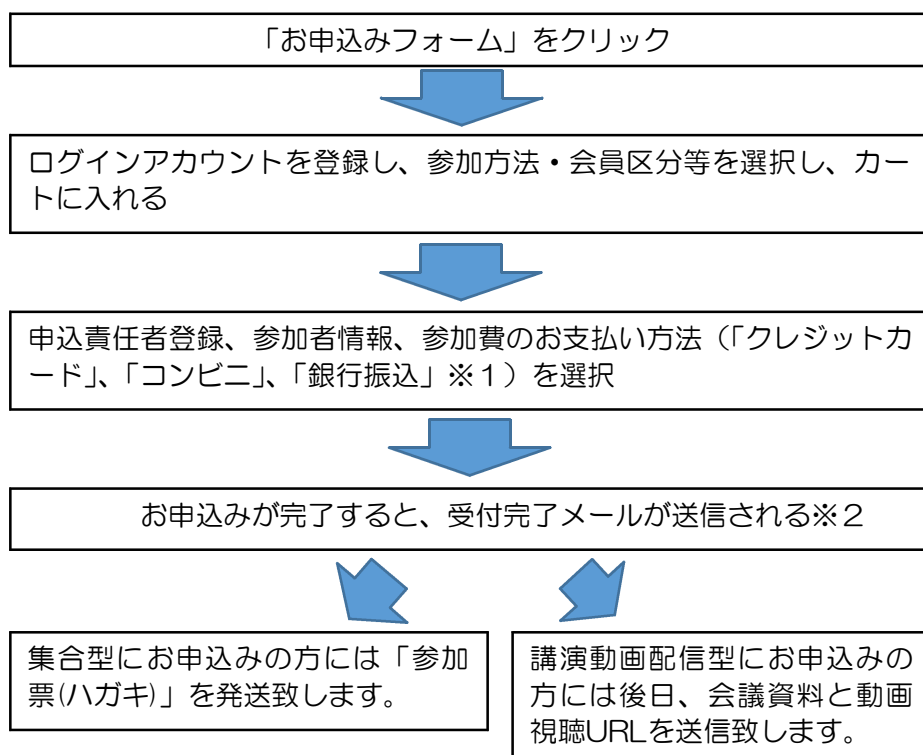 「お申込みフォーム」をクリック
ログインアカウントを登録し、参加方法・会員区分等を選択し、カー
トに入れる
申込責任者登録、参加者情報、参加費のお支払い方法（「クレジットカ
ード」、「コンビニ」、「銀行振込」※１）を選択
お申込みが完了すると、受付完了メールが送信される※２
集合型にお申込みの方には「参加
票(ハガキ)」を発送致します。
講演動画配信型にお申込みの
方には後日、会議資料と動画
視聴URLを送信致します。